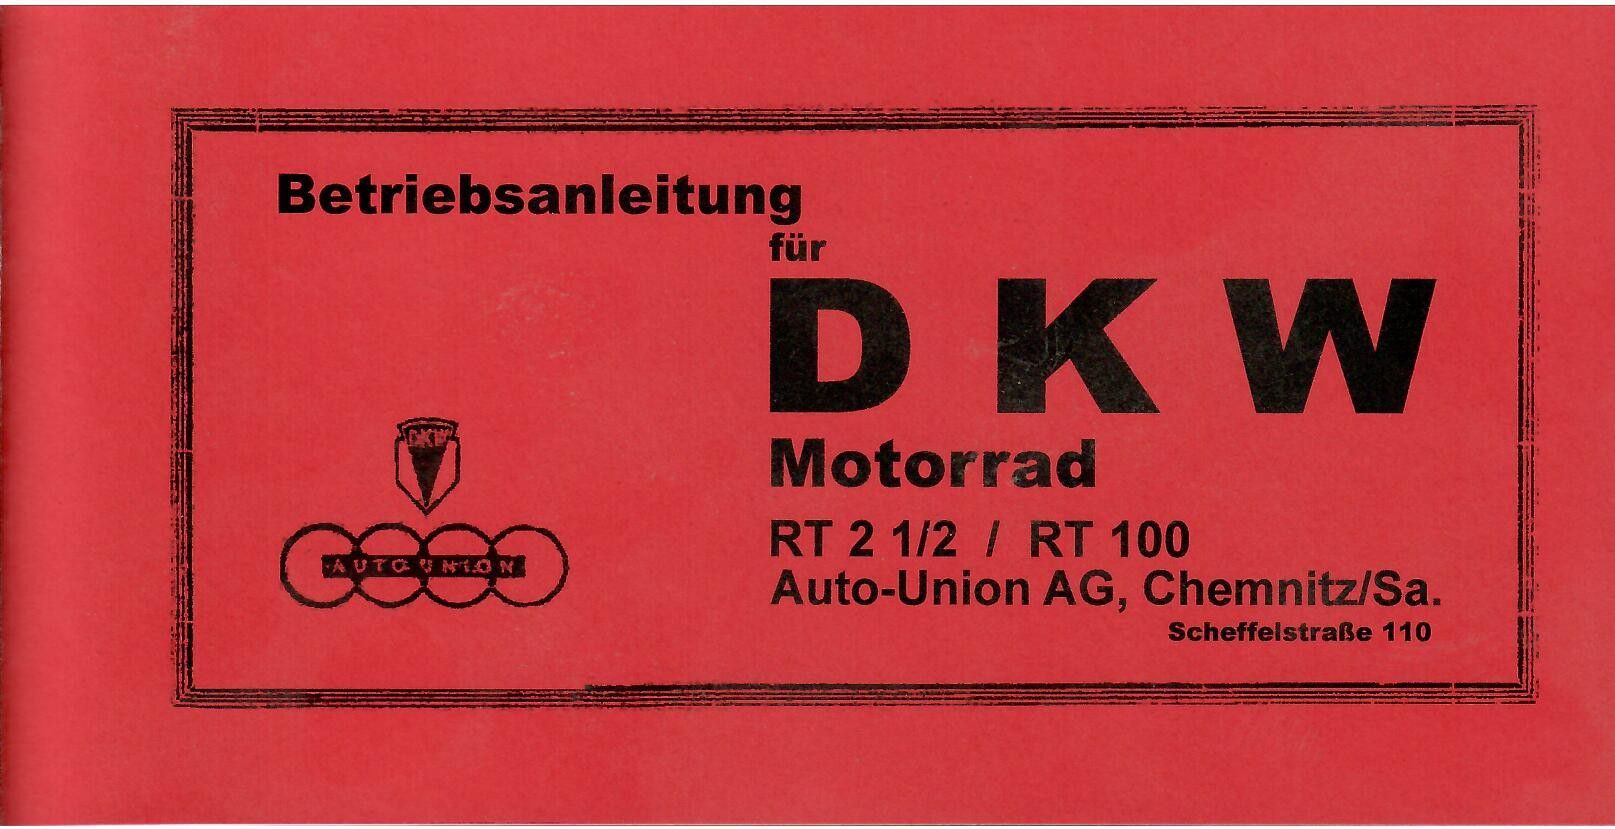 Betriebsanleitung
für
DKW
Motorrad
RT 2 1/2 / RT 100
Auto-Union AG, Chemnitz/Sa.
Scheffelstraße 110
DKW
AUTO UNION